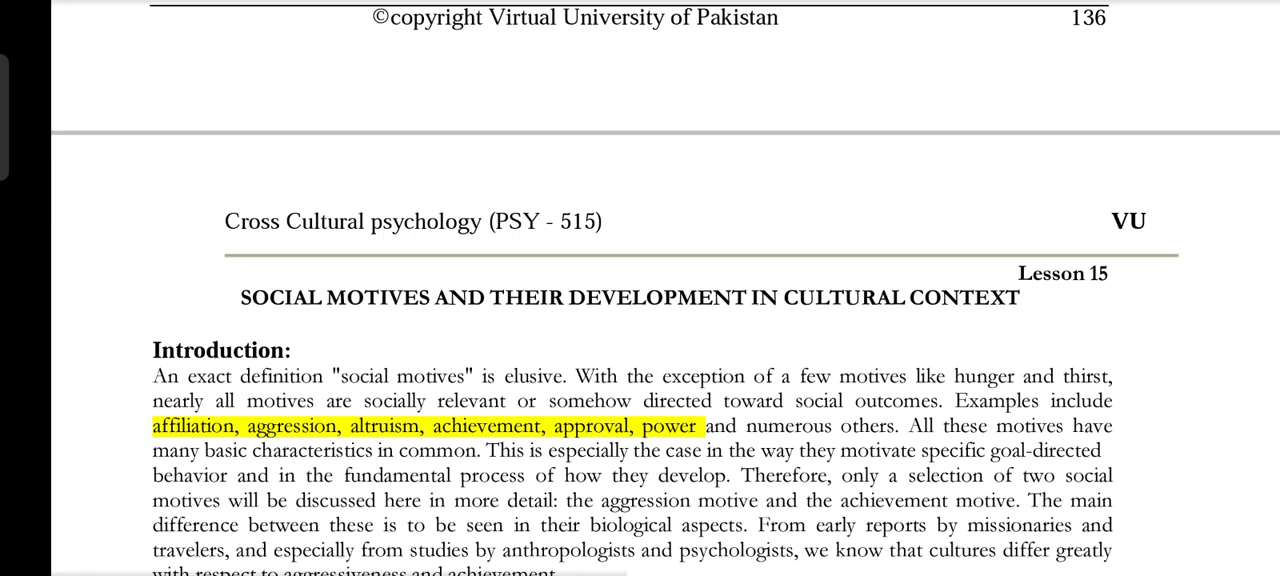 ©copyright Virtual University of Pakistan 136
Cross Cultural psychology (PSY - 515) VU
Lesson 15
SOCIAL MOTIVES AND THEIR DEVELOPMENT IN CULTURAL CONTEXT
Introduction:
An exact definition "social motives" is elusive. With the exception of a few motives like hunger and thirst,
nearly all motives are socially relevant or somehow directed toward social outcomes. Examples include
affiliation, aggression, altruism, achievement, approval, power and numerous others. All these motives have
many basic characteristics in common. This is especially the case in the way they motivate specific goal-directed
behavior and in the fundamental process of how they develop. Therefore, only a selection of two social
motives will be discussed here in more detail: the aggression motive and the achievement motive. The main
difference between these is to be seen in their biological aspects. From early reports by missionaries and
travelers, and especially from studies by anthropologists and psychologists, we know that cultures differ greatly
with respect to aggressiveness and achievement.